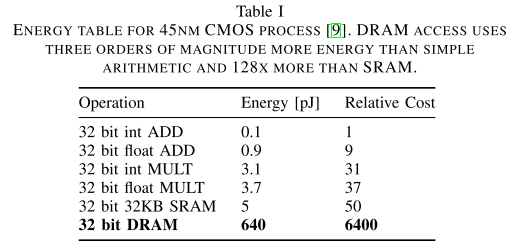 Table I
ENERGY TABLE FOR 45NM CMOS PROCESS [9]. DRAM ACCESS USES
THREE ORDERS OF MAGNITUDE MORE ENERGY THAN SIMPLE
ARITHMETIC AND 128X MORE THAN SRAM.
Operation Energy [pJ] Relative Cost
32 bit int ADD 0.1 1
32 bit float ADD 0.9 9
32 bit int MULT 3.1 31
32 bit float MULT 3.7 37
32 bit 32KB SRAM 5 50
32 bit DRAM 640 6400